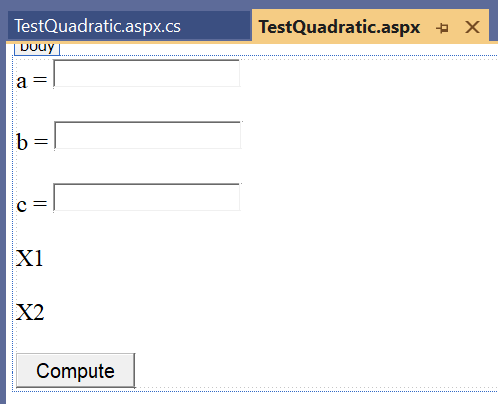 TestQuadratic.aspx.cs
TestQuadratic.aspx
body
a =
b =
c =
X1
X2
Compute